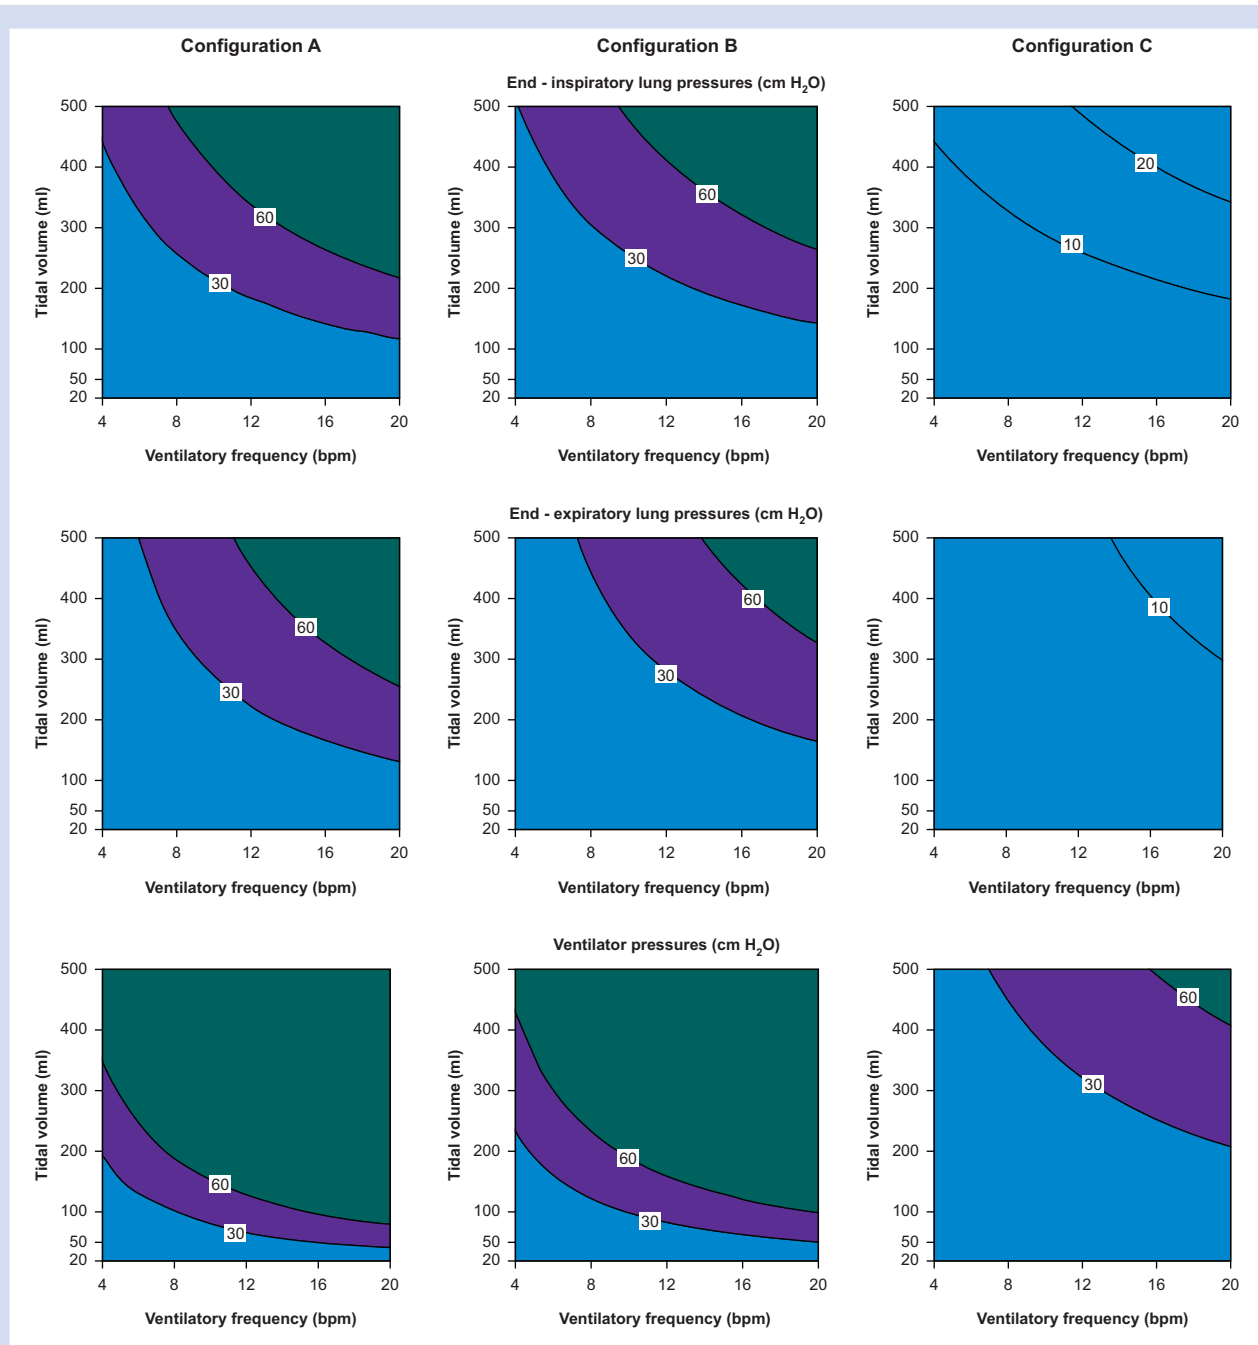 Configuration A Configuration B Configuration C
End - inspiratory lung pressures (cm H₂O)
500 500 500
400 400 400
300 300 300
200 200 200
100 100 100
50 50 50
20 20 20
Tidal volume (ml) Tidal volume (ml) Tidal volume (ml)
60 60 20
30 30 10
4 8 12 16 20 4 8 12 16 20 4 8 12 16 20
Ventilatory frequency (bpm) Ventilatory frequency (bpm) Ventilatory frequency (bpm)
End - expiratory lung pressures (cm H₂O)
500 500 500
400 400 400
300 300 300
200 200 200
100 100 100
50 50 50
20 20 20
Tidal volume (ml) Tidal volume (ml) Tidal volume (ml)
60 60 10
30 30
4 8 12 16 20 4 8 12 16 20 4 8 12 16 20
Ventilatory frequency (bpm) Ventilatory frequency (bpm) Ventilatory frequency (bpm)
Ventilator pressures (cm H₂O)
500 500 500
400 400 400
300 300 300
200 200 200
100 100 100
50 50 50
20 20 20
Tidal volume (ml) Tidal volume (ml) Tidal volume (ml)
60 60 60
30 30 30
4 8 12 16 20 4 8 12 16 20 4 8 12 16 20
Ventilatory frequency (bpm) Ventilatory frequency (bpm) Ventilatory frequency (bpm)